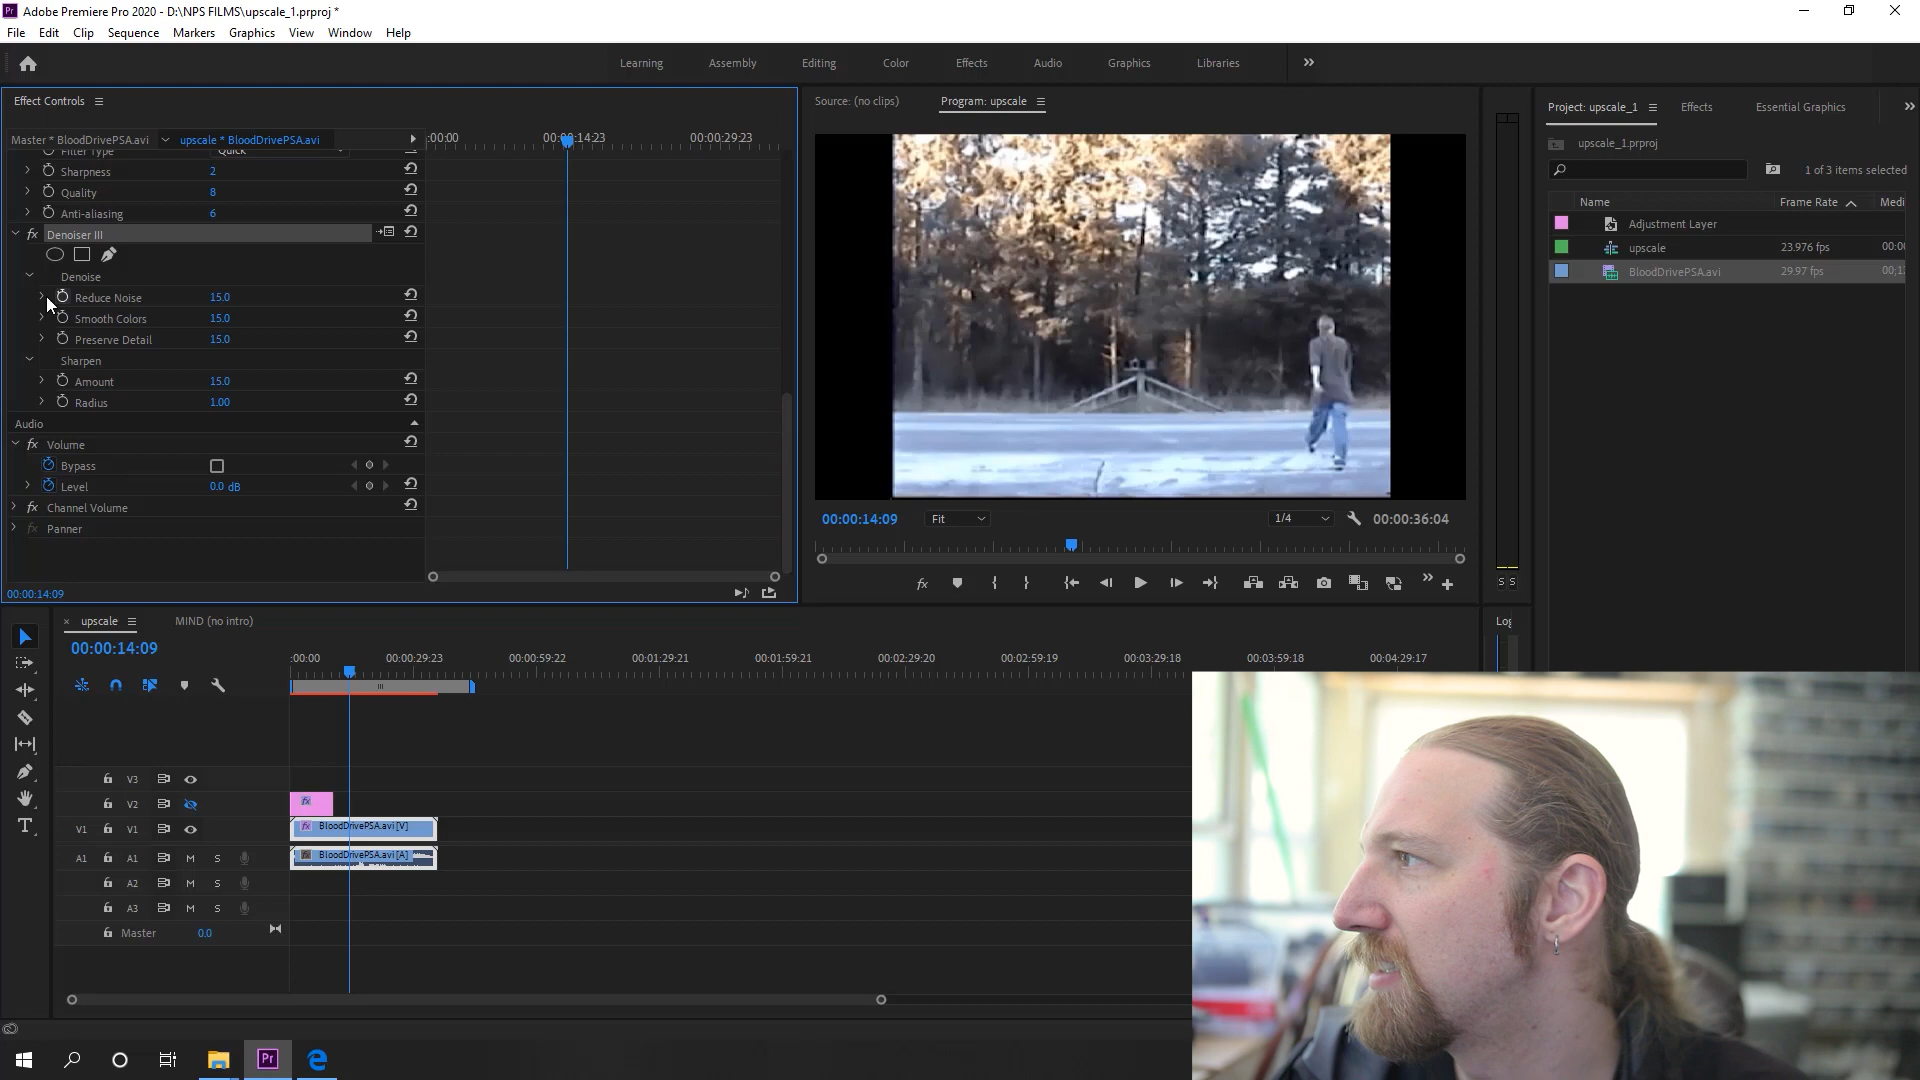 Pr Adobe Premiere Pro 2020 - D:\NPS FILMS\upscale_1.prproj *
File Edit Clip Sequence Markers Graphics View Window Help
Learning Assembly Editing Color Effects Audio Graphics Libraries
Effect Controls
Master * BloodDrivePSA.avi upscale * BloodDrivePSA.avi
:00:00 00:00:14:23 00:00:29:23
Filter Type Quick
Sharpness 2
Quality 8
Anti-aliasing 6
fx Denoiser III
Denoise
Reduce Noise 15.0
Smooth Colors 15.0
Preserve Detail 15.0
Sharpen
Amount 15.0
Radius 1.00
Audio
fx Volume
Bypass
Level 0.0 dB
fx Channel Volume
fx Panner
00:00:14:09
Source: (no clips) Program: upscale
00:00:14:09 Fit 1/4 00:00:36:04
fx
S S
Project: upscale_1 Effects Essential Graphics
upscale_1.prproj
1 of 3 items selected
Name Frame Rate Medi
Adjustment Layer
upscale 23.976 fps 00:00
BloodDrivePSA.avi 29.97 fps 00;1
× upscale MIND (no intro)
00:00:14:09
:00:00 00:00:29:23 00:00:59:22 00:01:29:21 00:01:59:21 00:02:29:20 00:02:59:19 00:03:29:18 00:03:59:18 00:04:29:17
V3
V2 fx
V1 V1 fx BloodDrivePSA.avi [V]
A1 A1 M S BloodDrivePSA.avi [A]
A2 M S
A3 M S
Master 0.0
Pr